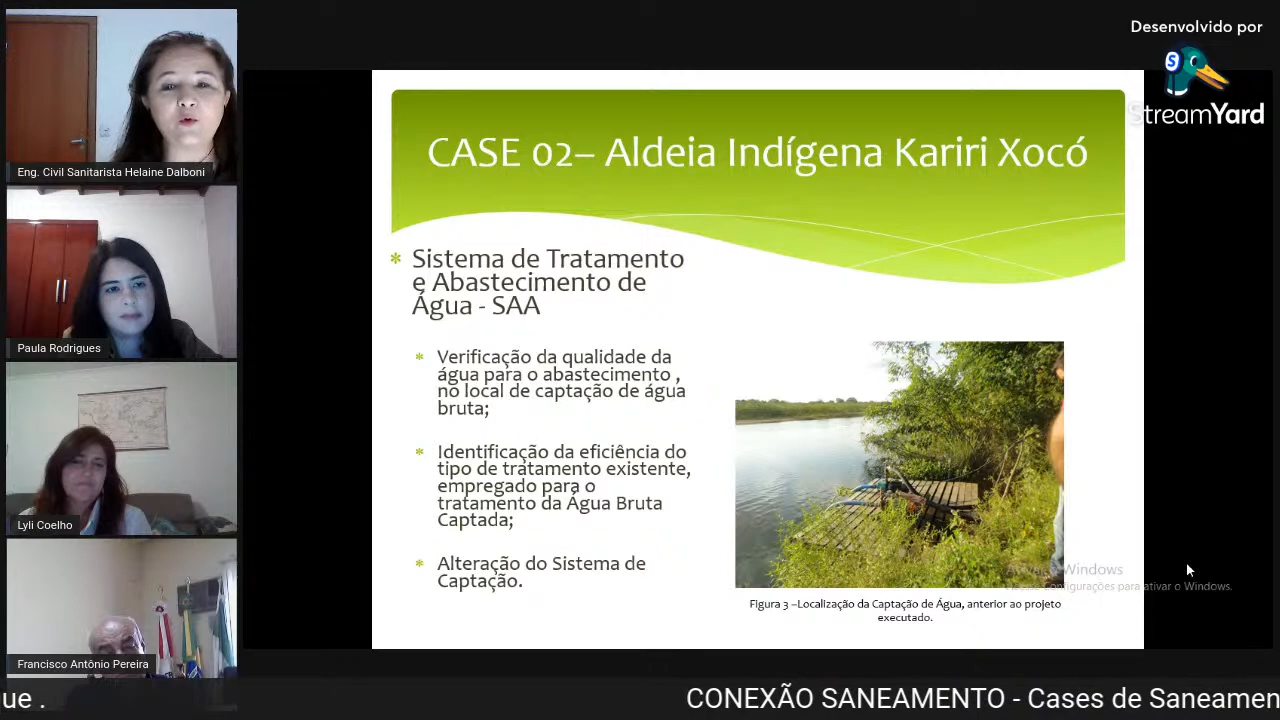 Desenvolvido por
StreamYard
Eng. Civil Sanitarista Helaine Dalboni
Paula Rodrigues
Lyli Coelho
Francisco Antônio Pereira
CASE 02– Aldeia Indígena Kariri Xocó
* Sistema de Tratamento
e Abastecimento de
Água - SAA
* Verificação da qualidade da
água para o abastecimento ,
no local de captação de água
bruta;
* Identificação da eficiência do
tipo de tratamento existente,
empregado para o
tratamento da Água Bruta
Captada;
* Alteração do Sistema de
Captação.
Figura 3 –Localização da Captação de Água, anterior ao projeto
executado.
Windows
configurações para ativar o Windows.
ue .
CONEXÃO SANEAMENTO - Cases de Saneamen